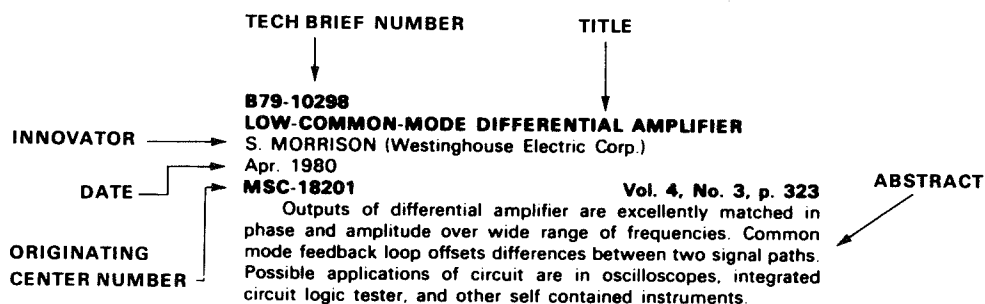 TECH BRIEF NUMBER
TITLE
B79-10298
LOW-COMMON-MODE DIFFERENTIAL AMPLIFIER
INNOVATOR
S. MORRISON (Westinghouse Electric Corp.)
Apr. 1980
DATE
MSC-18201 Vol. 4, No. 3, p. 323
ABSTRACT
Outputs of differential amplifier are excellently matched in
phase and amplitude over wide range of frequencies. Common
mode feedback loop offsets differences between two signal paths.
Possible applications of circuit are in oscilloscopes, integrated
circuit logic tester, and other self contained instruments.
ORIGINATING
CENTER NUMBER